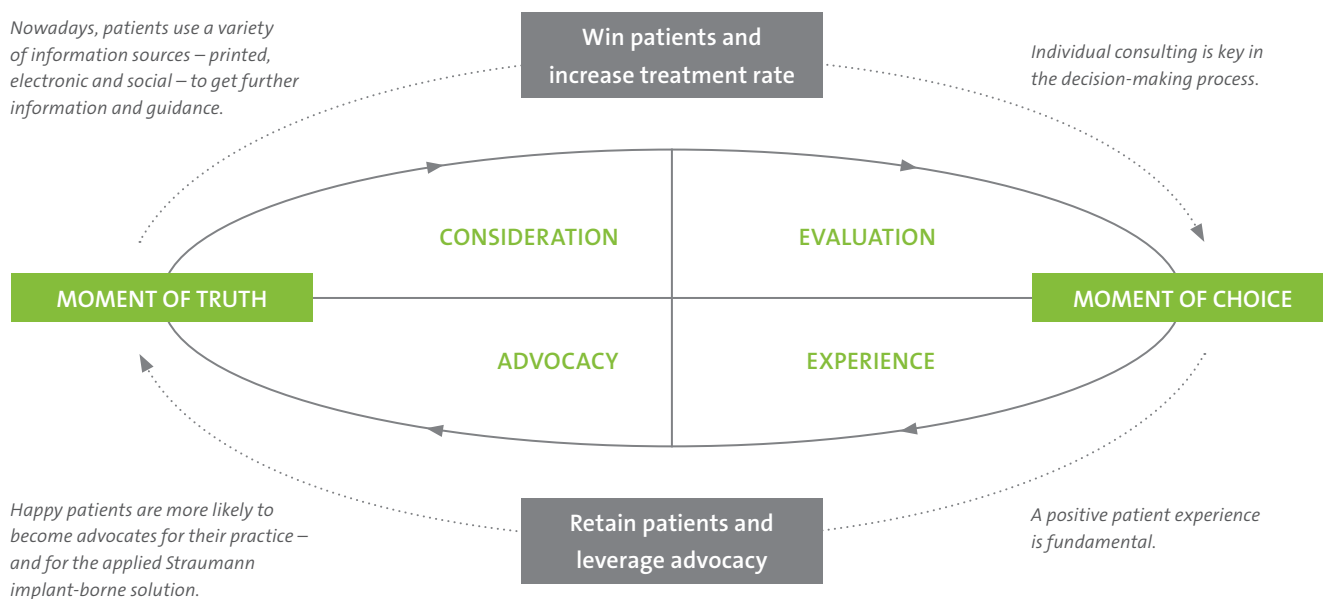 Nowadays, patients use a variety
of information sources – printed,
electronic and social – to get further
information and guidance.
Win patients and
increase treatment rate
Individual consulting is key in
the decision-making process.
CONSIDERATION
EVALUATION
MOMENT OF TRUTH
MOMENT OF CHOICE
ADVOCACY
EXPERIENCE
Happy patients are more likely to
become advocates for their practice –
and for the applied Straumann
implant-borne solution.
Retain patients and
leverage advocacy
A positive patient experience
is fundamental.